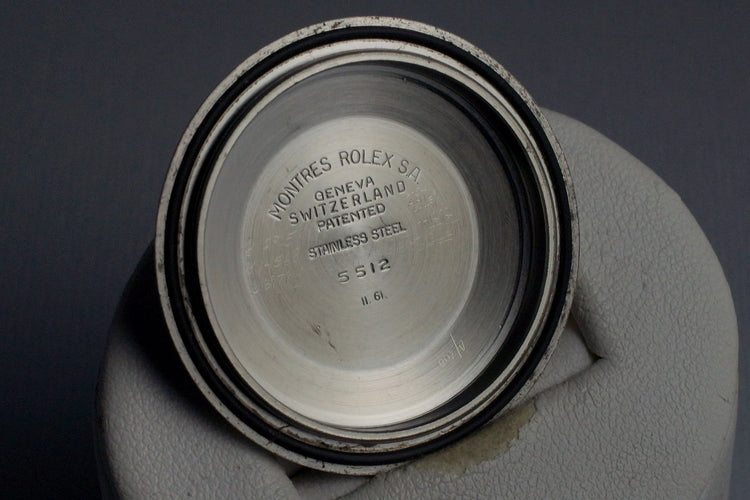 MONTRES ROLEX S.A.
GENEVA
SWITZERLAND
PATENTED
STAINLESS STEEL
5512
II. 61.